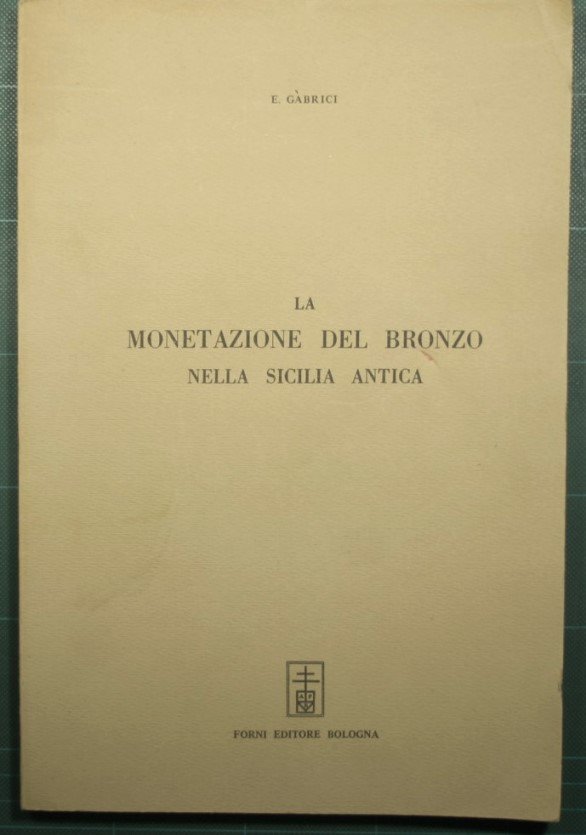 E. GÀBRICI
LA
MONETAZIONE DEL BRONZO
NELLA SICILIA ANTICA
A F
FORNI EDITORE BOLOGNA